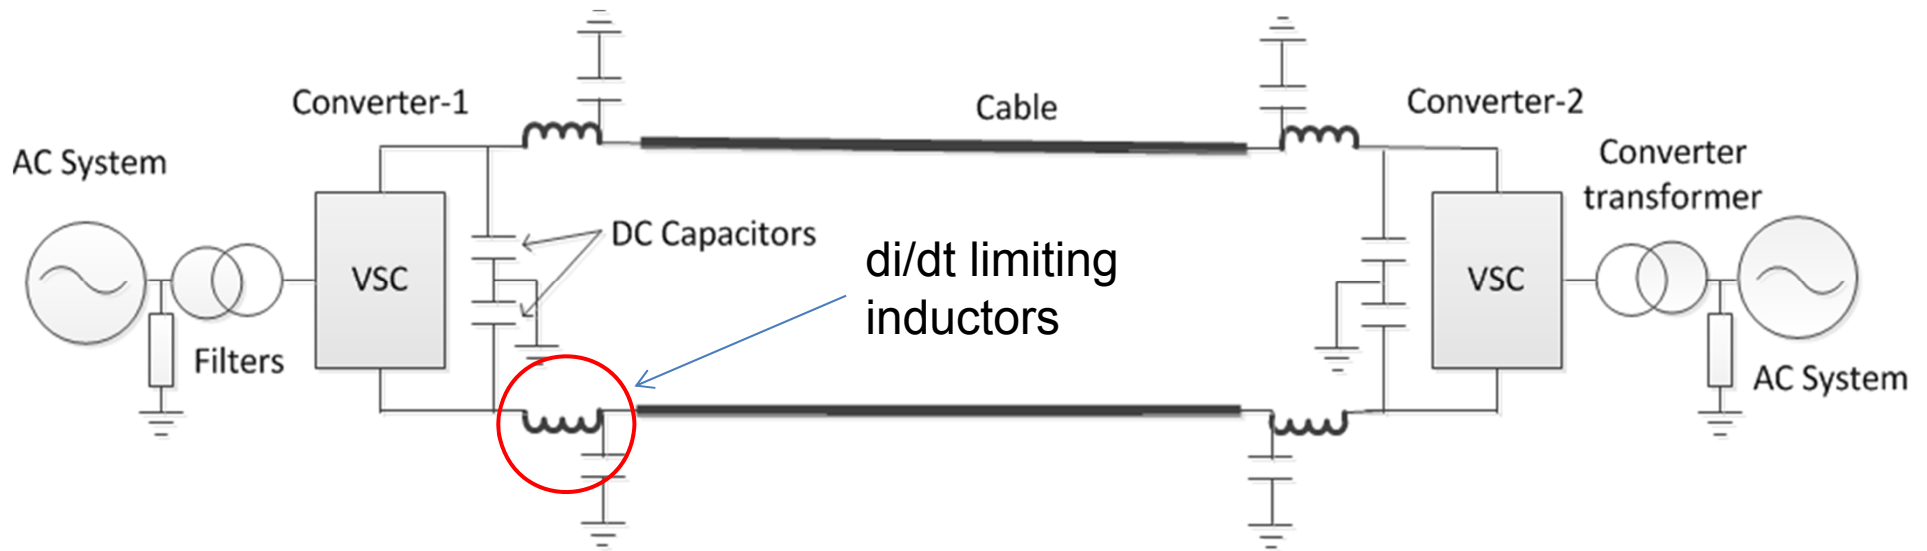 Converter-1
Cable
Converter-2
AC System
Converter
transformer
DC Capacitors
di/dt limiting
inductors
VSC
VSC
Filters
AC System